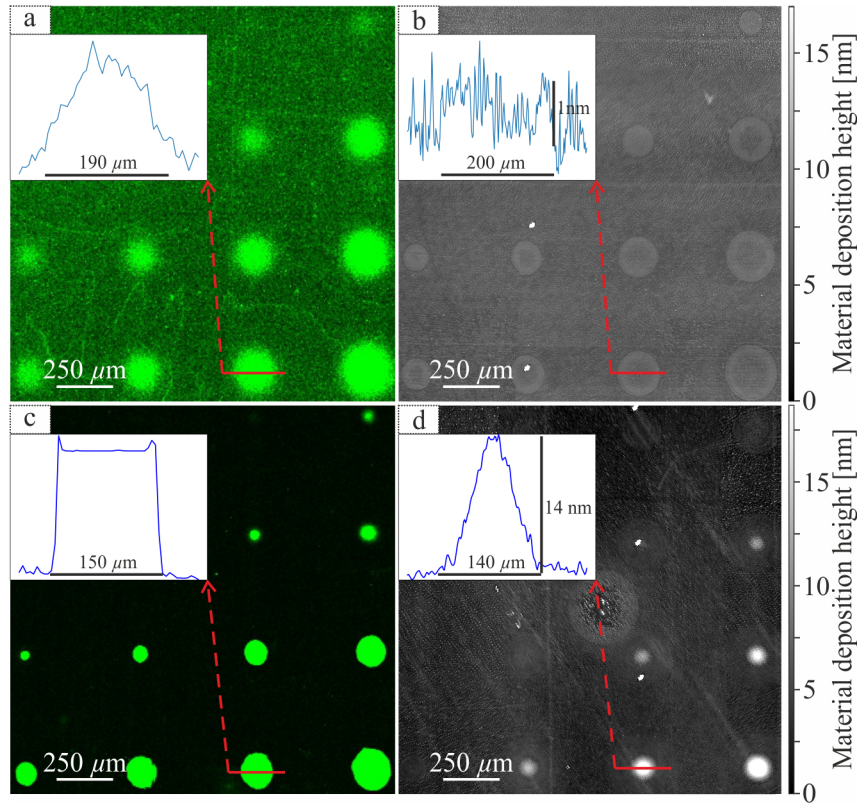 a
190 µm
250 µm
b
1nm
200 µm
250 µm
15
10
5
0
Material deposition height [nm]
c
150 µm
250 µm
d
14 nm
140 µm
250 µm
15
10
5
0
Material deposition height [nm]